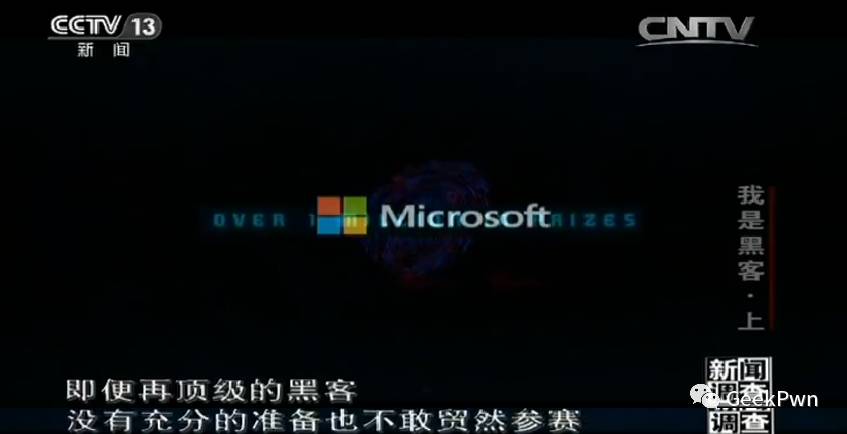 CCTV 13
新闻
CNTV
OVER
Microsoft
RIZES
我是黑客·上
即便再顶级的黑客
没有充分的准备也不敢贸然参赛
新闻
调查
GeekPwn